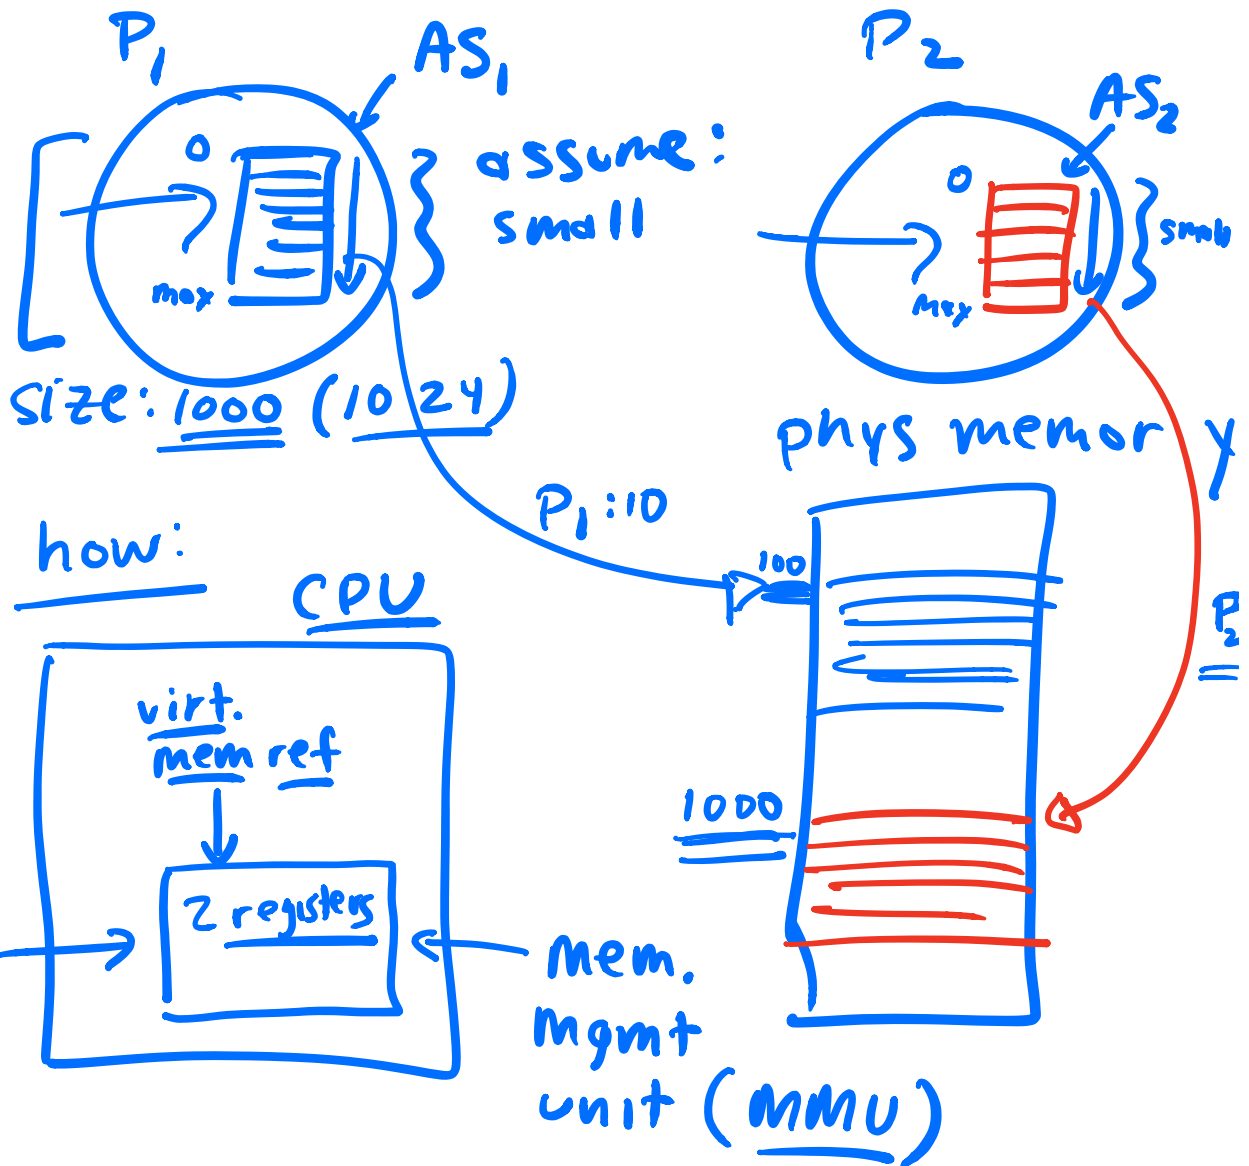 P1
AS1
P2
AS2
0
assume:
small
max
0
small
max
size: 1000 (1024)
phys memory
P1:10
how:
CPU
100
P2
virt.
mem ref
1000
2 registers
mem.
mgmt
unit (MMU)